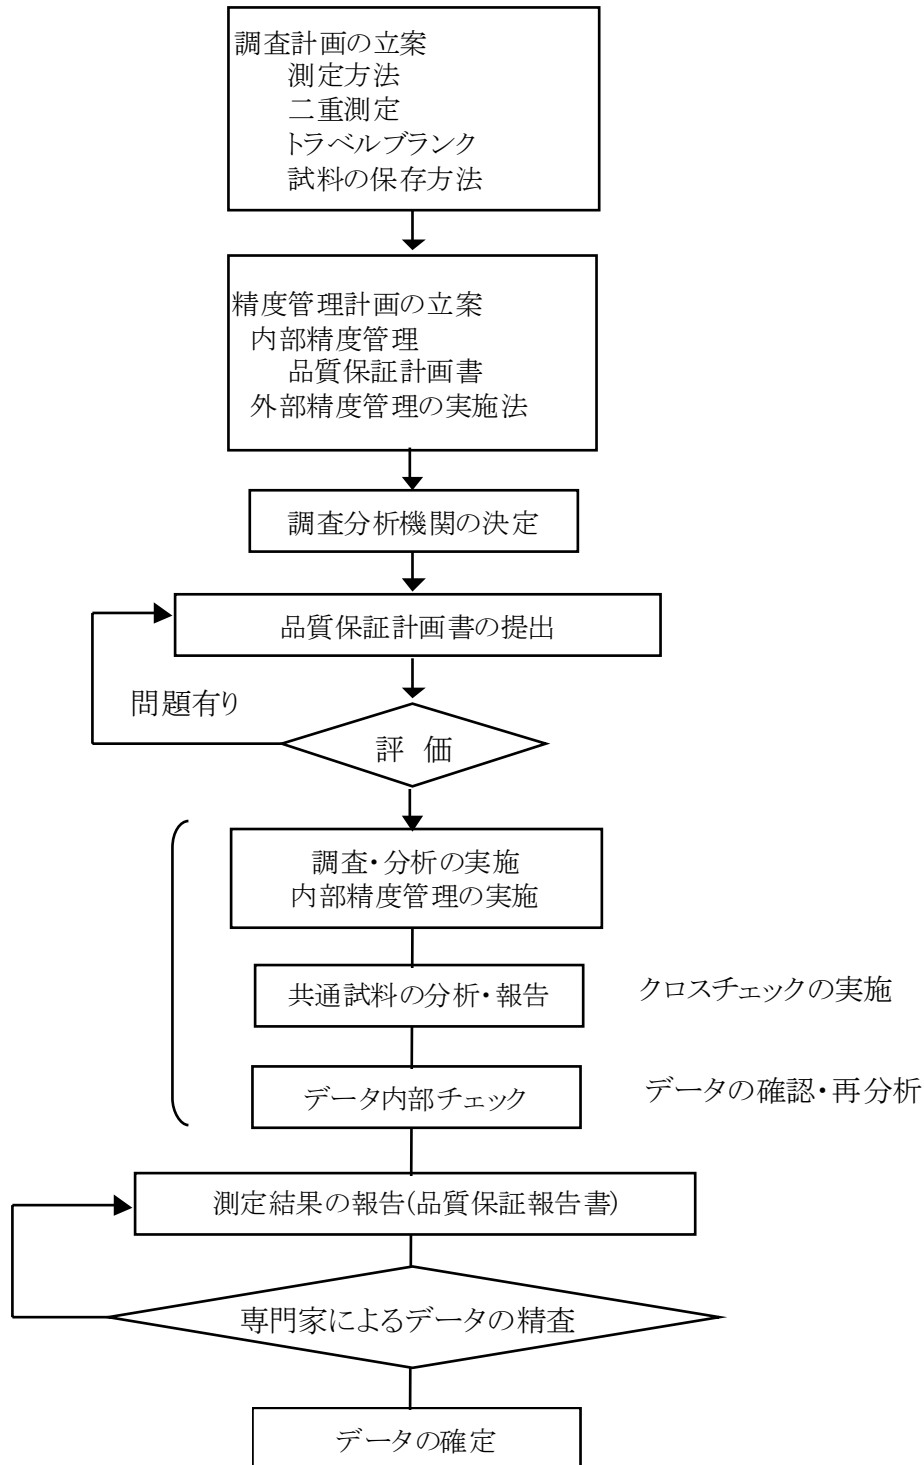 調査計画の立案
測定方法
二重測定
トラベルブランク
試料の保存方法
精度管理計画の立案
内部精度管理
品質保証計画書
外部精度管理の実施法
調査分析機関の決定
品質保証計画書の提出
問題有り
評 価
調査・分析の実施
内部精度管理の実施
共通試料の分析・報告
クロスチェックの実施
データ内部チェック
データの確認・再分析
測定結果の報告(品質保証報告書)
専門家によるデータの精査
データの確定